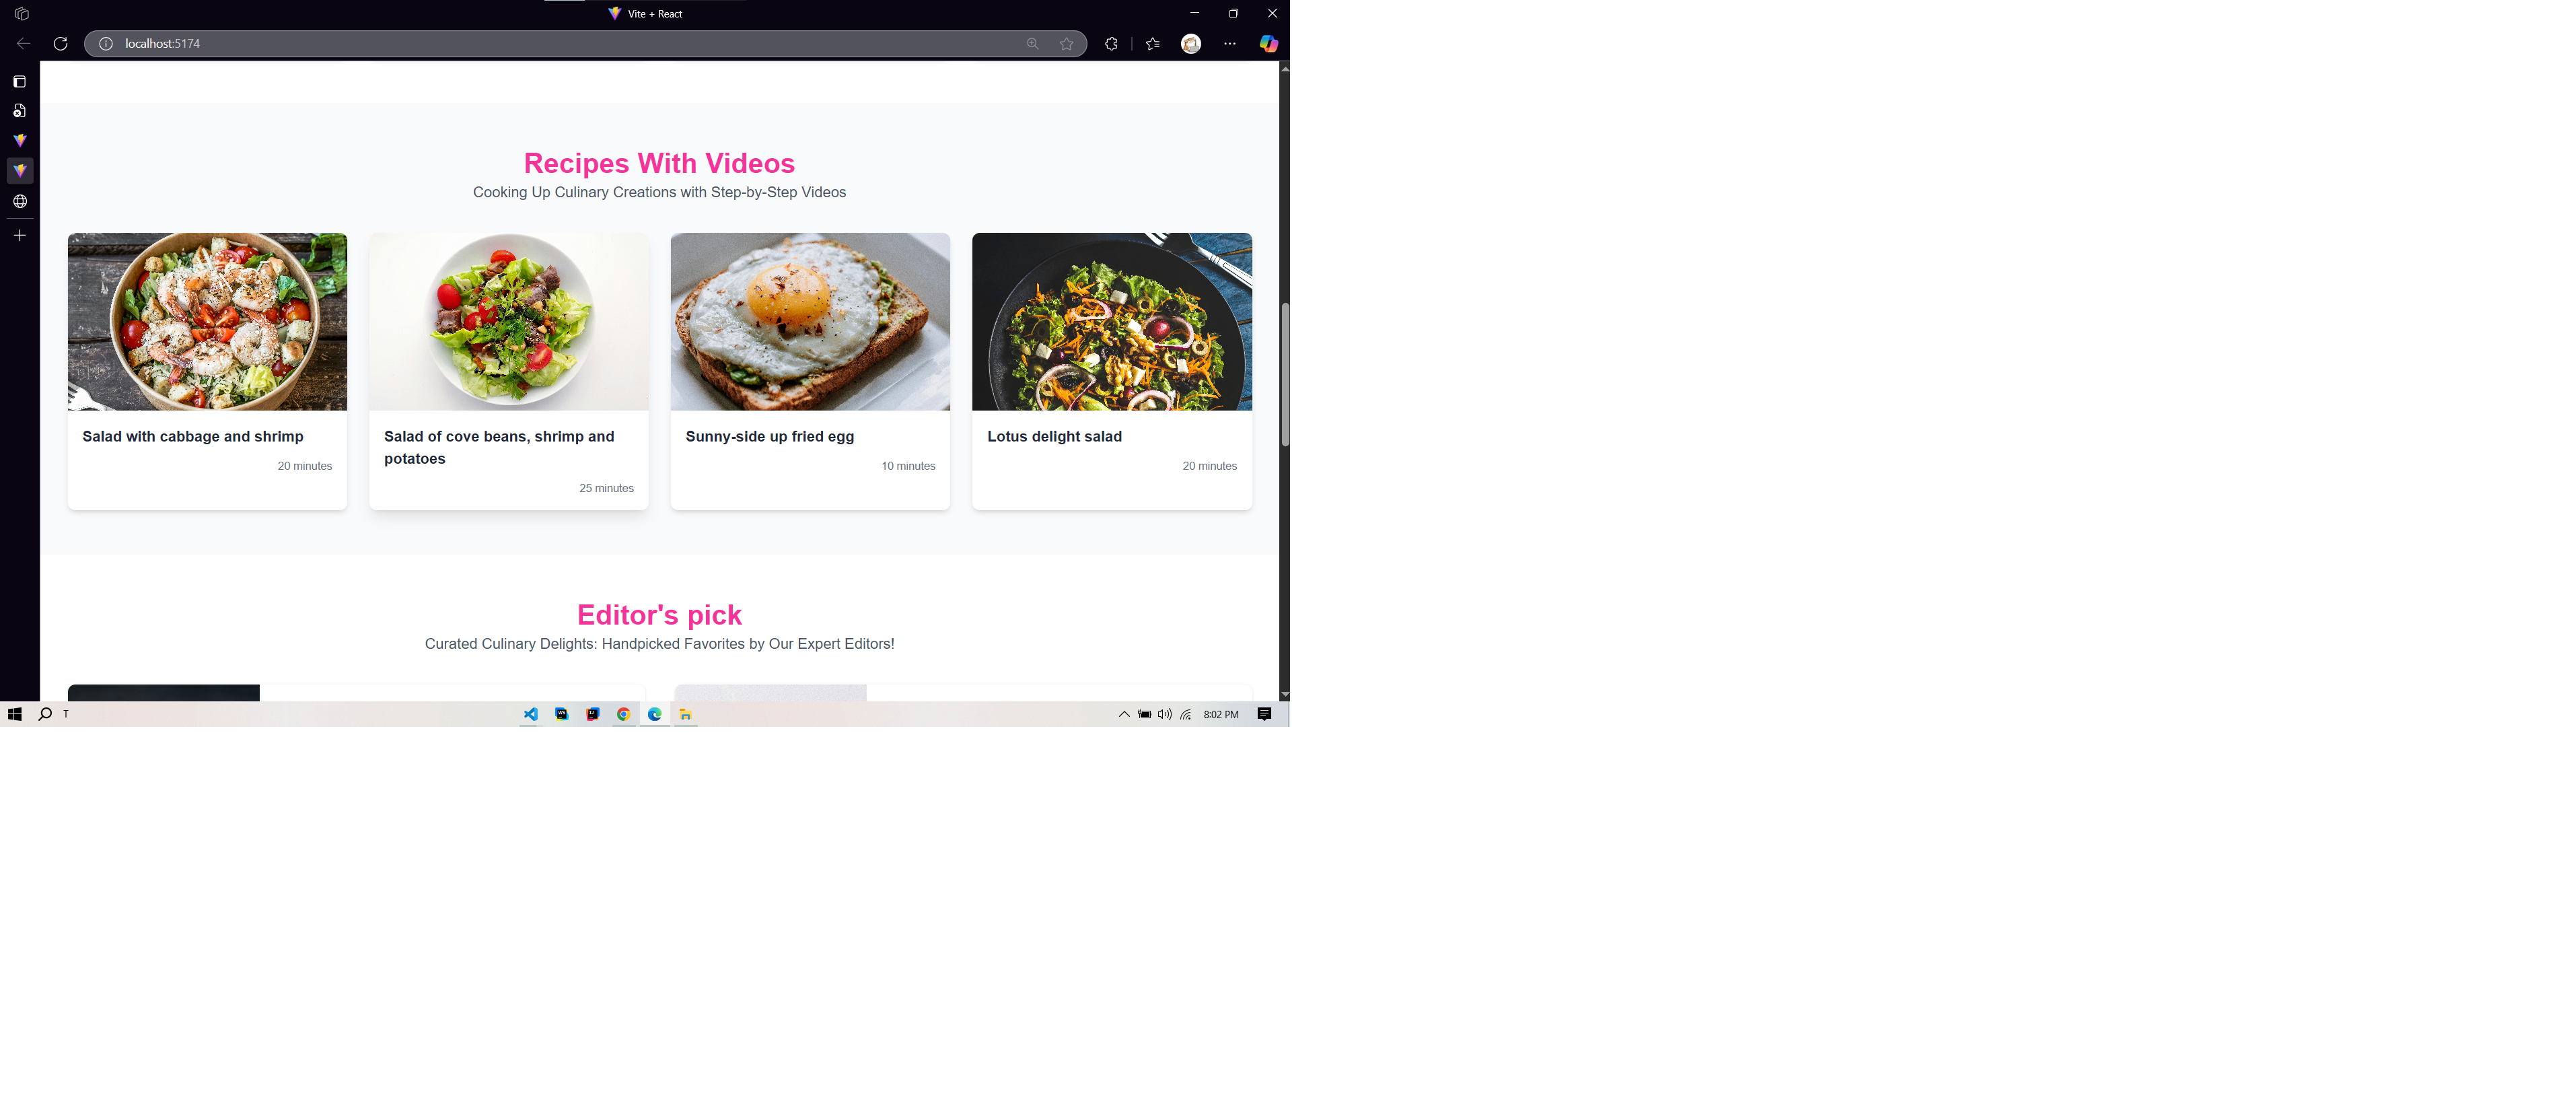 Vite + React
localhost:5174
Recipes With Videos
Cooking Up Culinary Creations with Step-by-Step Videos
Salad with cabbage and shrimp
20 minutes
Salad of cove beans, shrimp and
potatoes
25 minutes
Sunny-side up fried egg
10 minutes
Lotus delight salad
20 minutes
Editor's pick
Curated Culinary Delights: Handpicked Favorites by Our Expert Editors!
T
8:02 PM